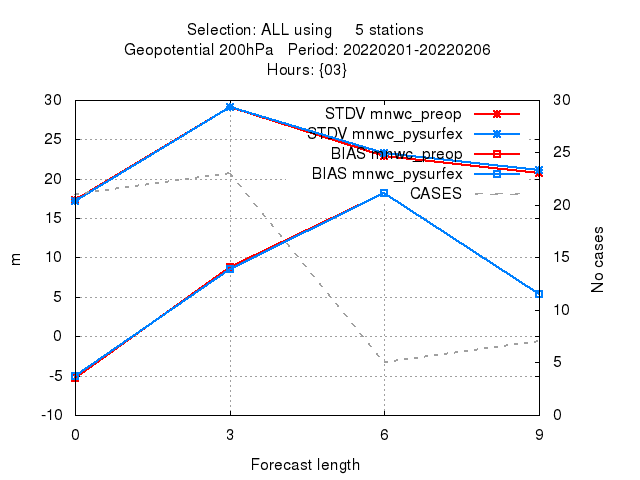 Selection: ALL using     5 stations
Geopotential 200hPa   Period: 20220201-20220206
Hours: {03}
30
25
20
15
10
5
0
-5
-10
30
25
20
15
10
5
0
STDV mnwc_preop
STDV mnwc_pysurfex
BIAS mnwc_preop
BIAS mnwc_pysurfex
CASES
m
No cases
0 3 6 9
Forecast length